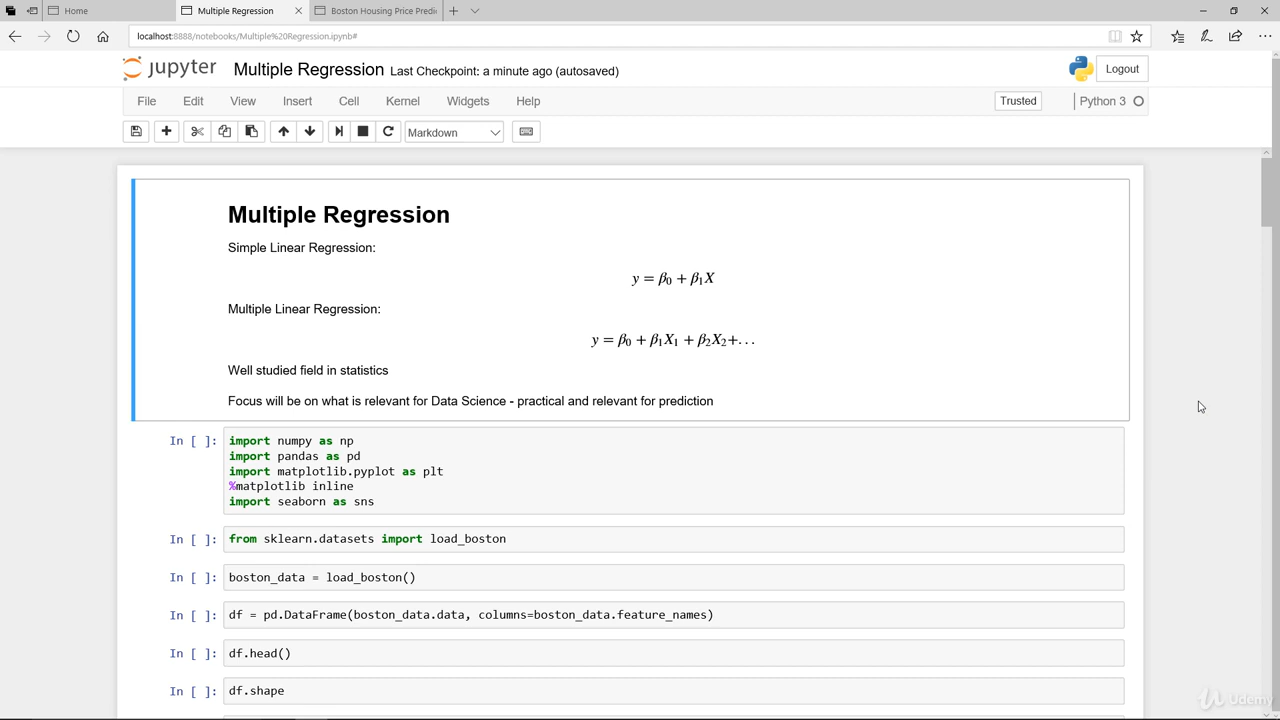 Home
Multiple Regression
Boston Housing Price Predi
localhost:8888/notebooks/Multiple%20Regression.ipynb#
jupyter Multiple Regression Last Checkpoint: a minute ago (autosaved)
Logout
File Edit View Insert Cell Kernel Widgets Help
Trusted
Python 3
Markdown
Multiple Regression
Simple Linear Regression:
y = β₀ + β₁X
Multiple Linear Regression:
y = β₀ + β₁X₁ + β₂X₂+...
Well studied field in statistics
Focus will be on what is relevant for Data Science - practical and relevant for prediction
In [ ]: import numpy as np
import pandas as pd
import matplotlib.pyplot as plt
%matplotlib inline
import seaborn as sns
In [ ]: from sklearn.datasets import load_boston
In [ ]: boston_data = load_boston()
In [ ]: df = pd.DataFrame(boston_data.data, columns=boston_data.feature_names)
In [ ]: df.head()
In [ ]: df.shape
Udemy